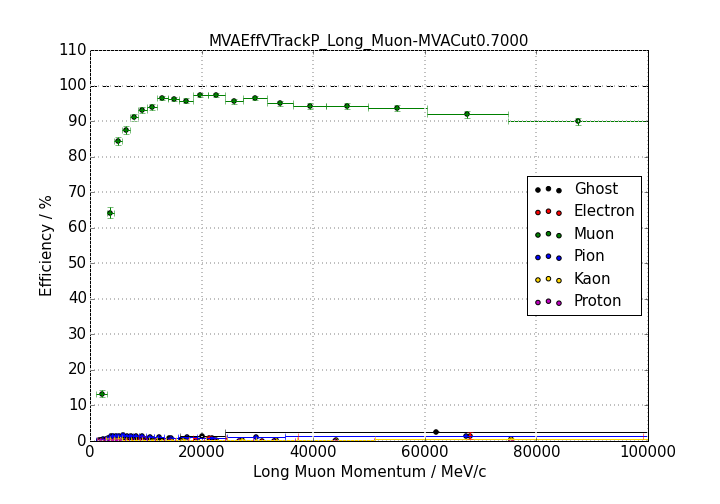 MVAEffVTrackP_Long_Muon-MVACut0.7000
110
100
90
80
70
60
50
40
30
20
10
0
Efficiency / %
Ghost
Electron
Muon
Pion
Kaon
Proton
0 20000 40000 60000 80000 100000
Long Muon Momentum / MeV/c